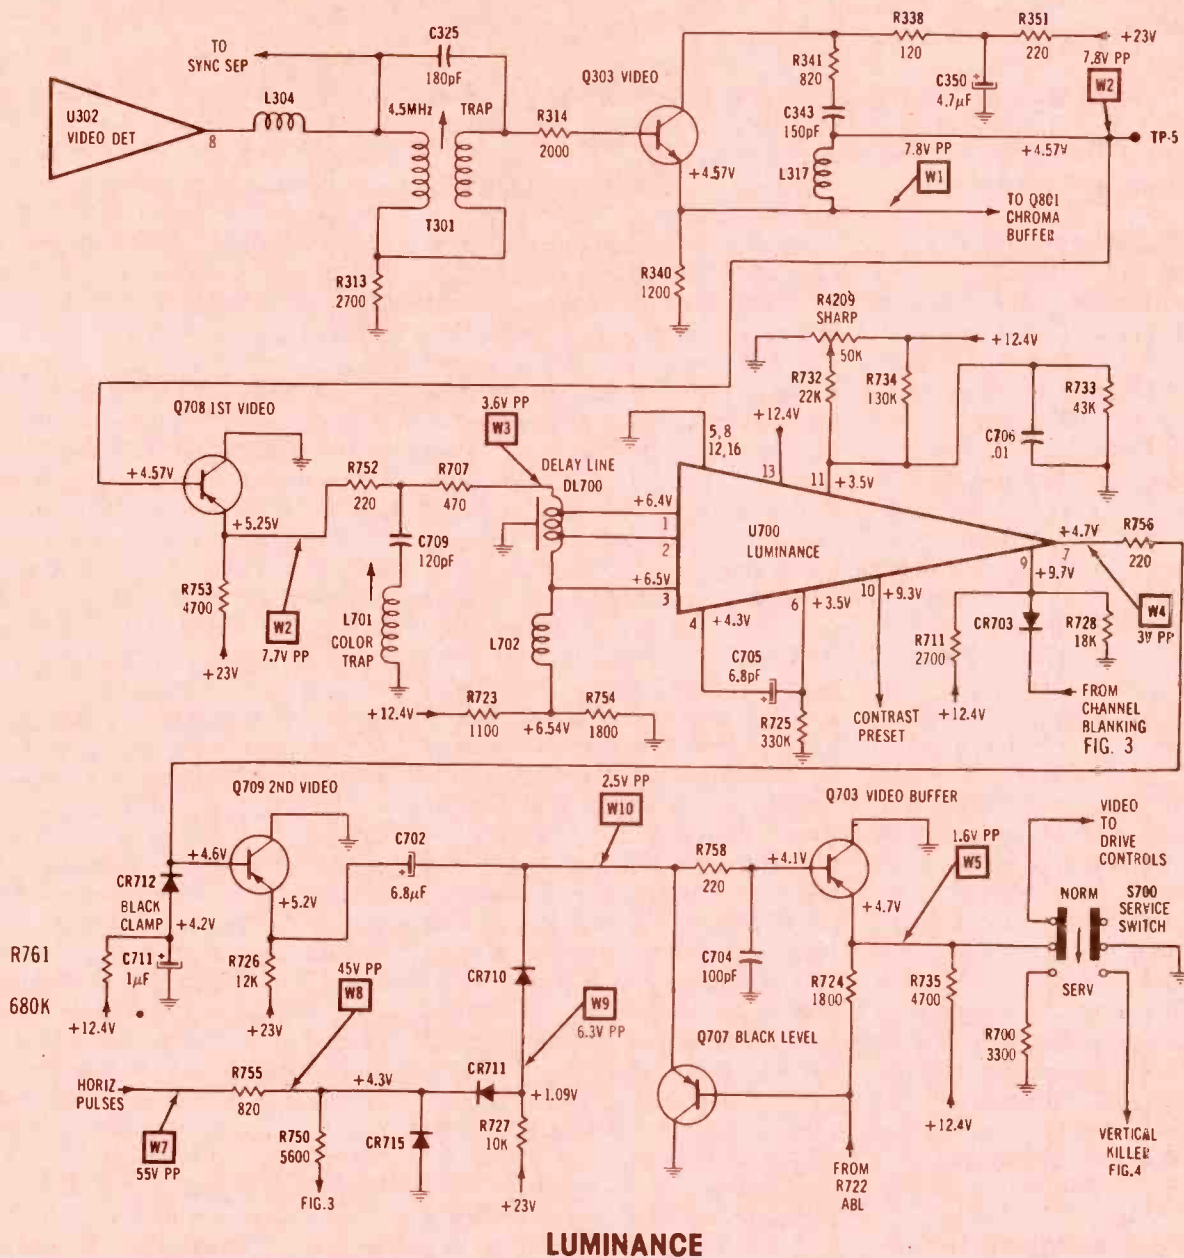 TO
SYNC SEP
C325
180pF
L304
4.5MHz
TRAP
U302
VIDEO DET
8
R314
2000
T301
R313
2700
Q303 VIDEO
+4.57V
R340
1200
R338
120
R351
220
+23V
R341
820
C350
+
4.7µF
7.8V PP
W2
C343
150pF
+4.57V
TP-5
L317
7.8V PP
W1
TO Q801
CHROMA
BUFFER
R4209
SHARP
50K
+12.4V
R732
22K
R734
130K
R733
43K
C706
.01
+12.4V
Q708 1ST VIDEO
+4.57V
+5.25V
R753
4700
+23V
W2
7.7V PP
R752
220
R707
470
C709
120pF
L701
COLOR
TRAP
3.6V PP
W3
DELAY LINE
DL700
5, 8
12, 16
13
11
+3.5V
+6.4V
1
2
+6.5V
3
U700
LUMINANCE
+4.7V
7
R756
220
9
+9.7V
W4
3V PP
10
+9.3V
6
+3.5V
4
+4.3V
L702
C705
6.8pF
+
R725
330K
CONTRAST
PRESET
R711
2700
+12.4V
CR703
R728
18K
FROM
CHANNEL
BLANKING
FIG. 3
+12.4V
R723
1100
+6.54V
R754
1800
Q709 2ND VIDEO
+4.6V
CR712
BLACK
CLAMP
+4.2V
+5.2V
R761
680K
C711
+
1µF
+12.4V
R726
12K
+23V
C702
+
6.8µF
2.5V PP
W10
R758
220
Q703 VIDEO BUFFER
+4.1V
+4.7V
1.6V PP
W5
VIDEO
TO
DRIVE
CONTROLS
NORM
S700
SERVICE
SWITCH
SERV
C704
100pF
R724
1800
R735
4700
+12.4V
R700
3300
VERTICAL
KILLER
FIG.4
45V PP
W8
CR710
W9
6.3V PP
Q707 BLACK LEVEL
HORIZ
PULSES
W7
55V PP
R755
820
+4.3V
CR711
+1.09V
R750
5600
FIG.3
CR715
R727
10K
+23V
FROM
R722
ABL
LUMINANCE